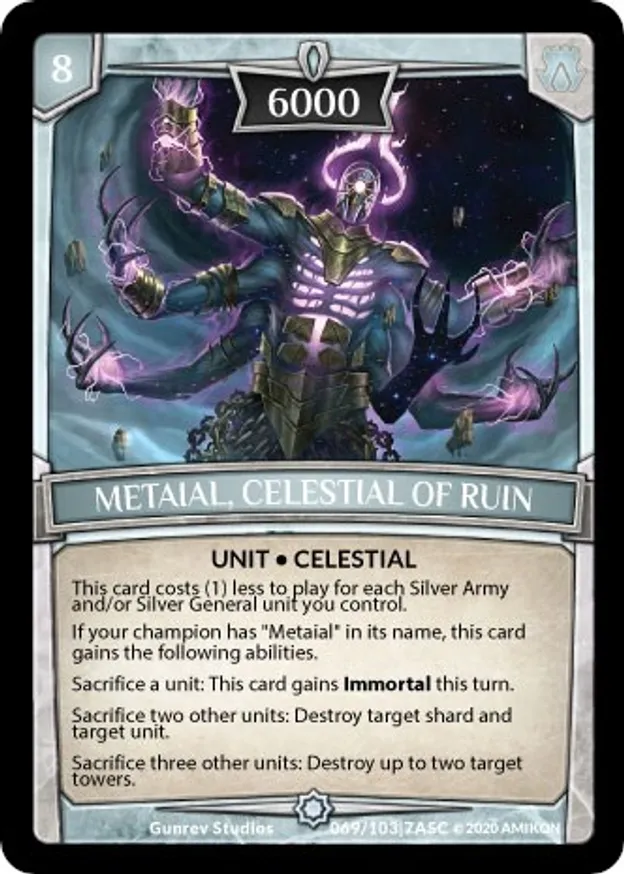 8
6000
METAIAL, CELESTIAL OF RUIN
UNIT • CELESTIAL
This card costs (1) less to play for each Silver Army
and/or Silver General unit you control.
If your champion has "Metaial" in its name, this card
gains the following abilities.
Sacrifice a unit: This card gains Immortal this turn.
Sacrifice two other units: Destroy target shard and
target unit.
Sacrifice three other units: Destroy up to two target
towers.
Gunrev Studios 069/103|7ASC © 2020 AMIKON